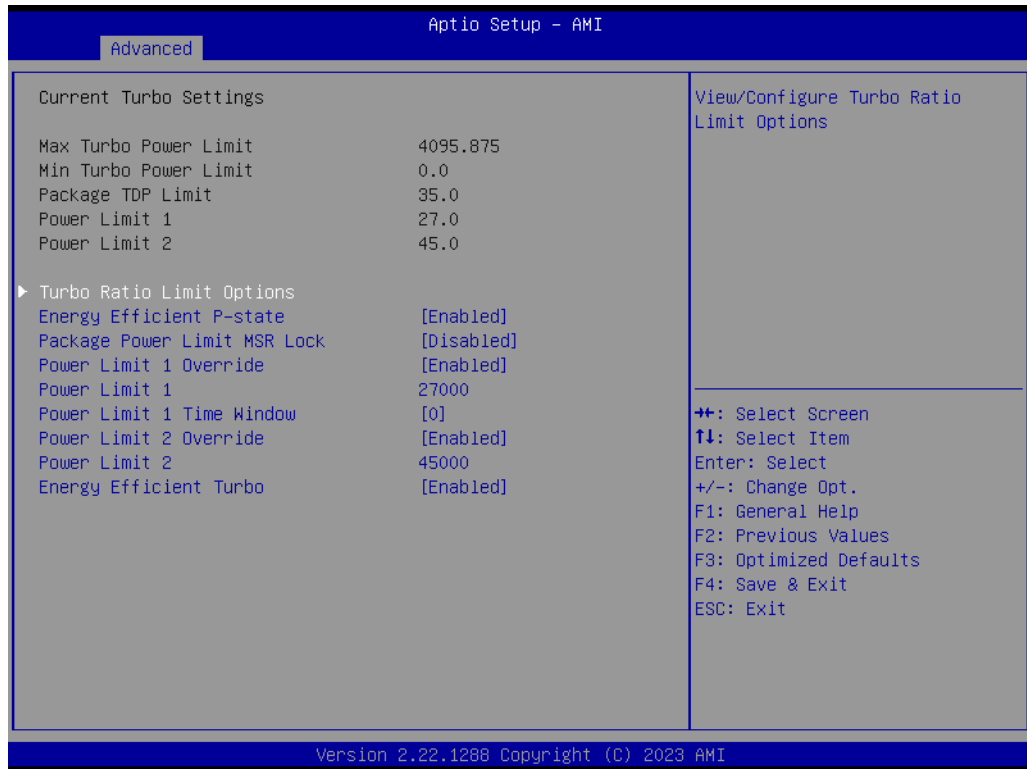 Aptio Setup – AMI
Advanced
Current Turbo Settings
Max Turbo Power Limit 4095.875
Min Turbo Power Limit 0.0
Package TDP Limit 35.0
Power Limit 1 27.0
Power Limit 2 45.0
Turbo Ratio Limit Options
Energy Efficient P-state [Enabled]
Package Power Limit MSR Lock [Disabled]
Power Limit 1 Override [Enabled]
Power Limit 1 27000
Power Limit 1 Time Window [0]
Power Limit 2 Override [Enabled]
Power Limit 2 45000
Energy Efficient Turbo [Enabled]
View/Configure Turbo Ratio
Limit Options
→←: Select Screen
↑↓: Select Item
Enter: Select
+/-: Change Opt.
F1: General Help
F2: Previous Values
F3: Optimized Defaults
F4: Save & Exit
ESC: Exit
Version 2.22.1288 Copyright (C) 2023 AMI